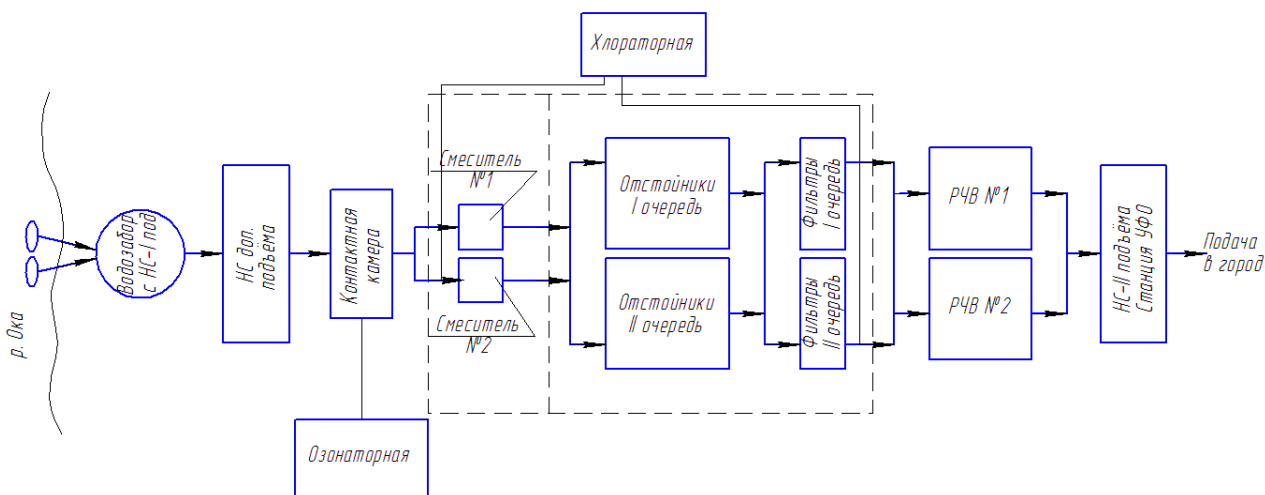 Хлораторная
Смеситель
№1
Отстойники
I очередь
Фильтры
I очередь
РЧВ №1
Водозабор
с НС-I под
НС доп.
подъёма
Контактная
камера
НС-II подъёма
Станция УФО
Подача
в город
Смеситель
№2
Отстойники
II очередь
Фильтры
II очередь
РЧВ №2
р. Ока
Озонаторная